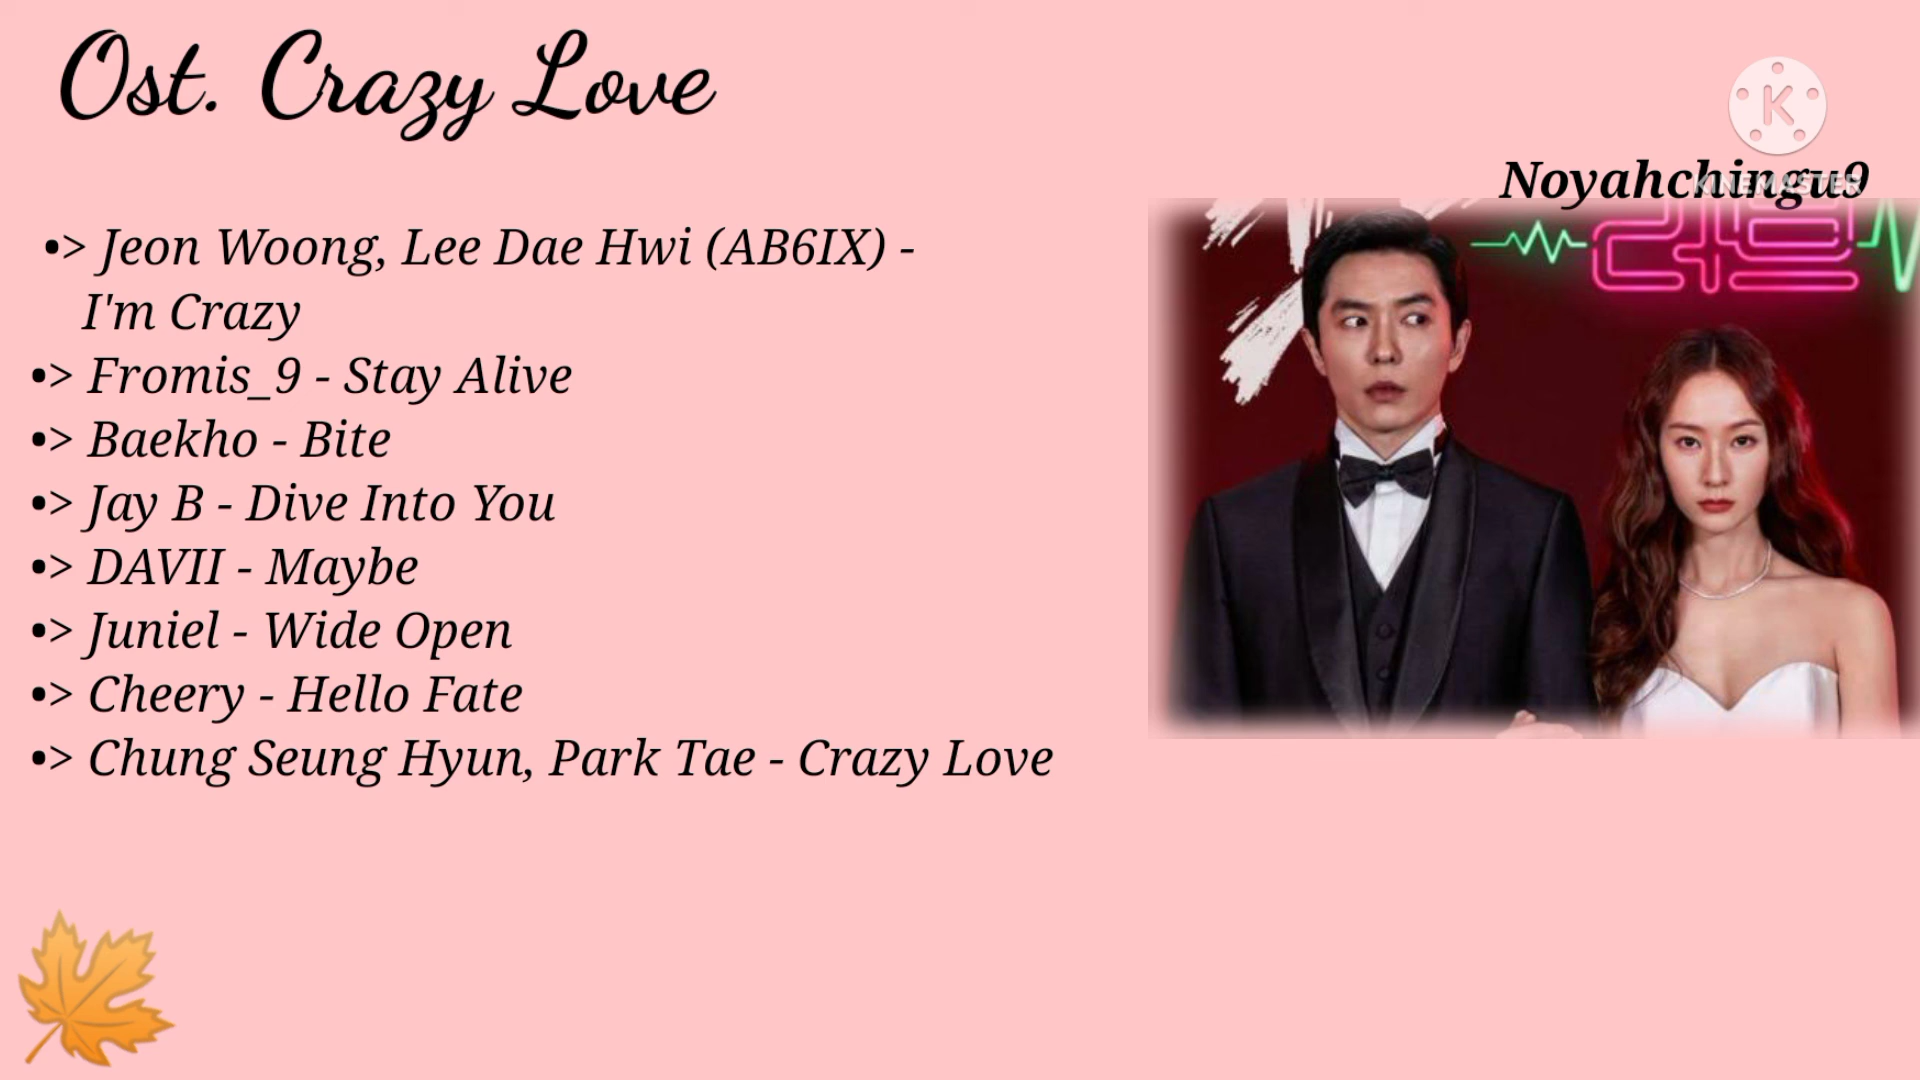 Ost. Crazy Love
K
KINEMASTER
Noyahchingu9
•> Jeon Woong, Lee Dae Hwi (AB6IX) -
I'm Crazy
•> Fromis_9 - Stay Alive
•> Baekho - Bite
•> Jay B - Dive Into You
•> DAVII - Maybe
•> Juniel - Wide Open
•> Cheery - Hello Fate
•> Chung Seung Hyun, Park Tae - Crazy Love